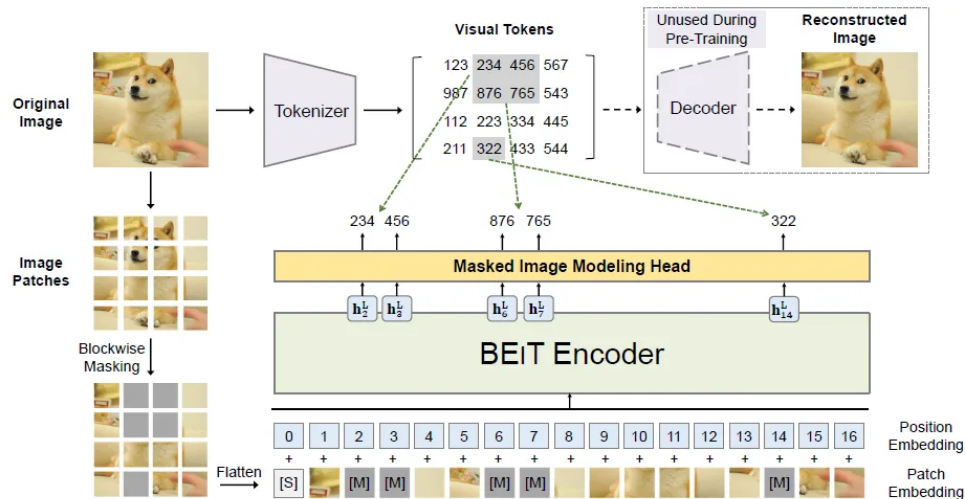 Visual Tokens
Unused During
Pre-Training
Reconstructed
Image
Original
Image
Tokenizer
123 234 456 567
987 876 765 543
112 223 334 445
211 322 433 544
Decoder
234 456 876 765 322
Image
Patches
Masked Image Modeling Head
h₂ᴸ h₃ᴸ h₆ᴸ h₇ᴸ h₁₄ᴸ
BEIT Encoder
Blockwise
Masking
0 1 2 3 4 5 6 7 8 9 10 11 12 13 14 15 16
Position
Embedding
+ + + + + + + + + + + + + + + + +
Flatten
[S] [M] [M] [M] [M] [M]
Patch
Embedding